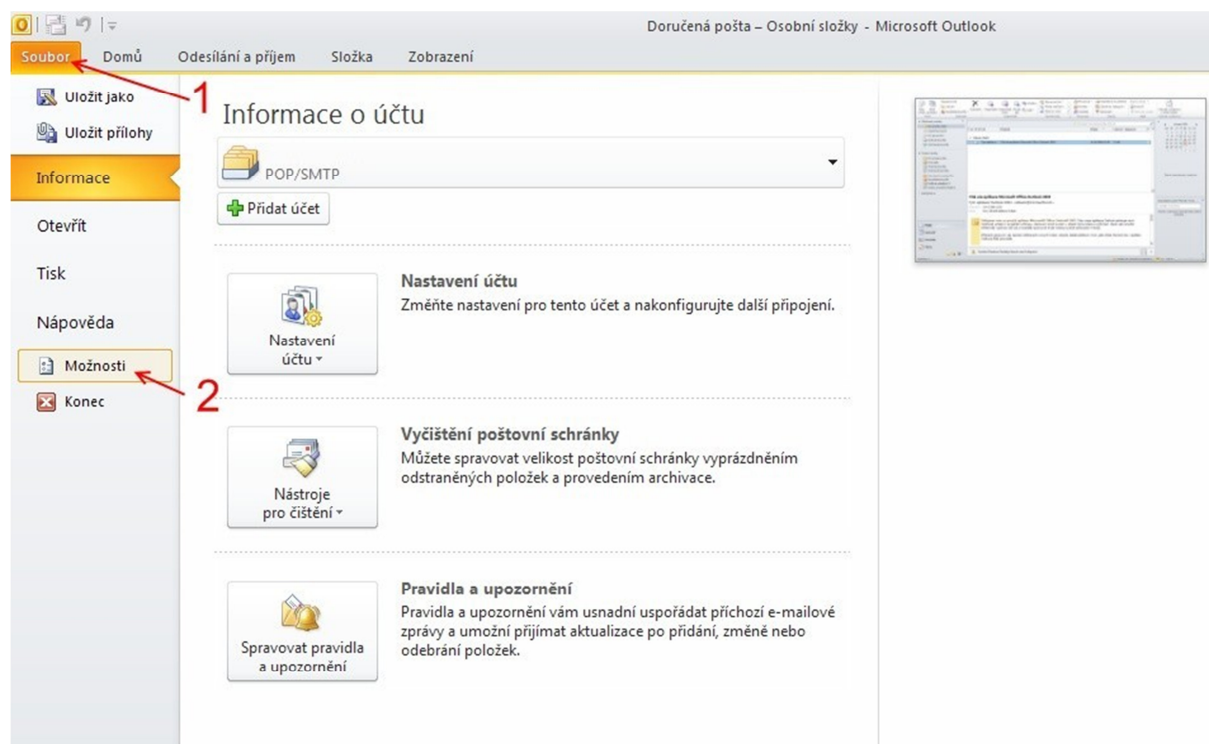 Doručená pošta – Osobní složky - Microsoft Outlook
Soubor Domů Odesílání a příjem Složka Zobrazení
1
Uložit jako
Uložit přílohy
Informace
Otevřít
Tisk
Nápověda
Možnosti
2
Konec
Informace o účtu
POP/SMTP
Přidat účet
Nastavení
účtu
Nastavení účtu
Změňte nastavení pro tento účet a nakonfigurujte další připojení.
Nástroje
pro čištění
Vyčištění poštovní schránky
Můžete spravovat velikost poštovní schránky vyprázdněním
odstraněných položek a provedením archivace.
Spravovat pravidla
a upozornění
Pravidla a upozornění
Pravidla a upozornění vám usnadní uspořádat příchozí e-mailové
zprávy a umožní přijímat aktualizace po přidání, změně nebo
odebrání položek.